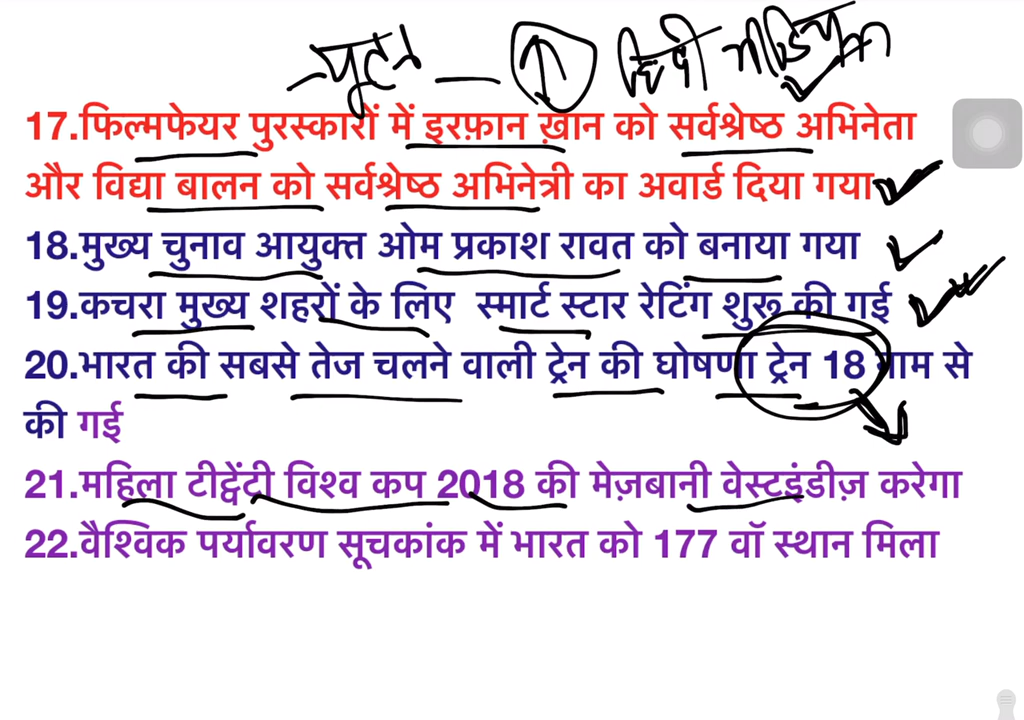 न्यूटन — ↑ हिंदी मीडियम
17.फिल्मफेयर पुरस्कारों में इरफ़ान ख़ान को सर्वश्रेष्ठ अभिनेता
और विद्या बालन को सर्वश्रेष्ठ अभिनेत्री का अवार्ड दिया गया
18.मुख्य चुनाव आयुक्त ओम प्रकाश रावत को बनाया गया
19.कचरा मुख्य शहरों के लिए स्मार्ट स्टार रेटिंग शुरू की गई
20.भारत की सबसे तेज चलने वाली ट्रेन की घोषणा ट्रेन 18 नाम से
की गई
21.महिला टीट्वेंटी विश्व कप 2018 की मेज़बानी वेस्टइंडीज़ करेगा
22.वैश्विक पर्यावरण सूचकांक में भारत को 177 वॉ स्थान मिला